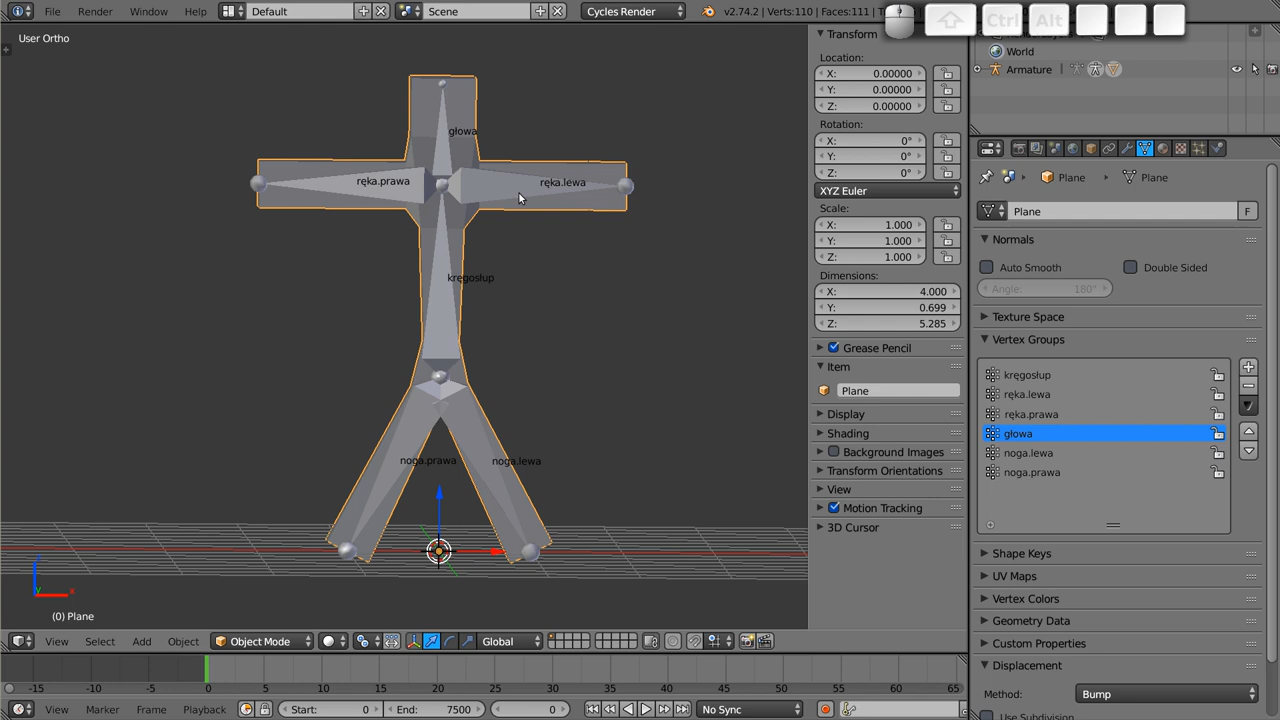 File Render Window Help Default Scene Cycles Render v2.74.2 | Verts:110 | Faces:111 | T
Ctrl Alt
User Ortho
głowa
ręka.prawa
ręka.lewa
kręgosłup
noga.prawa
noga.lewa
(0) Plane
Transform
Location:
X: 0.00000
Y: 0.00000
Z: 0.00000
Rotation:
X: 0°
Y: 0°
Z: 0°
XYZ Euler
Scale:
X: 1.000
Y: 1.000
Z: 1.000
Dimensions:
X: 4.000
Y: 0.699
Z: 5.285
Grease Pencil
Item
Plane
Display
Shading
Background Images
Transform Orientations
View
Motion Tracking
3D Cursor
World
Armature
Plane Plane
Plane F
Normals
Auto Smooth Double Sided
Angle: 180°
Texture Space
Vertex Groups
kręgosłup
ręka.lewa
ręka.prawa
głowa
noga.lewa
noga.prawa
Shape Keys
UV Maps
Vertex Colors
Geometry Data
Custom Properties
Displacement
Method: Bump
Use Subdivision
View Select Add Object Object Mode Global
-15 -10 -5 0 5 10 15 20 25 30 35 40 45 50 55 60 65
View Marker Frame Playback Start: 0 End: 7500 0 No Sync